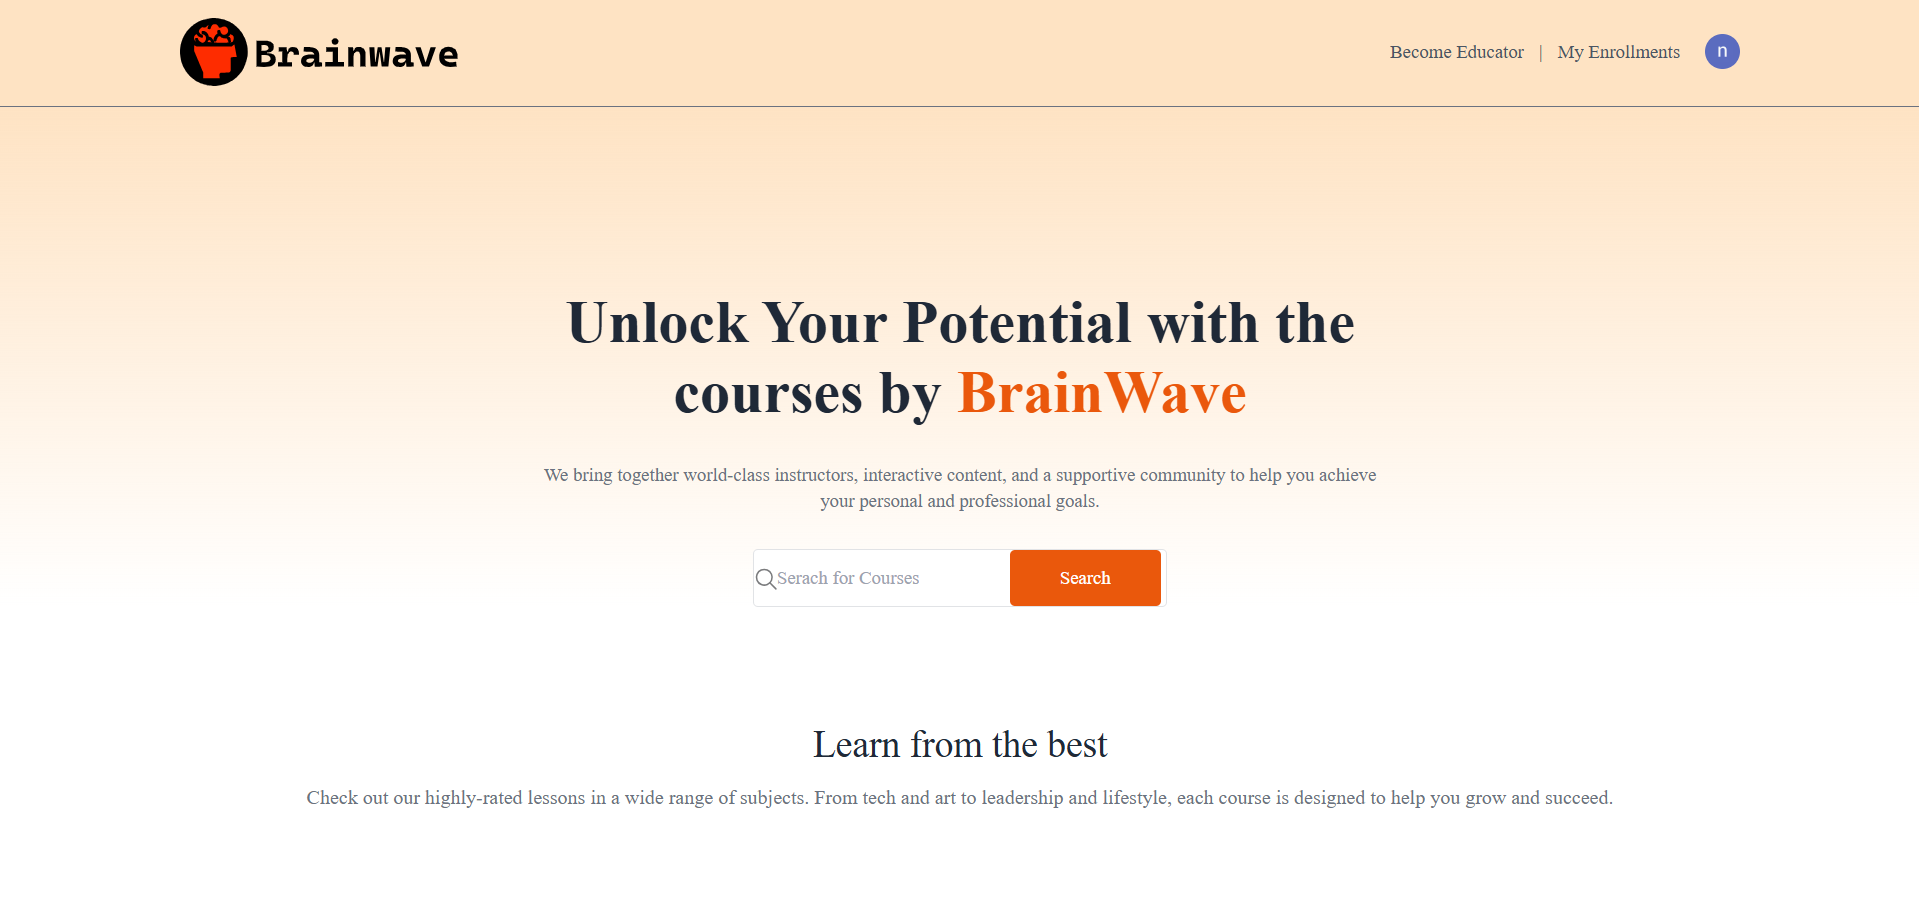 Brainwave
Become Educator | My Enrollments n
Unlock Your Potential with the
courses by BrainWave
We bring together world-class instructors, interactive content, and a supportive community to help you achieve
your personal and professional goals.
Serach for Courses Search
Learn from the best
Check out our highly-rated lessons in a wide range of subjects. From tech and art to leadership and lifestyle, each course is designed to help you grow and succeed.